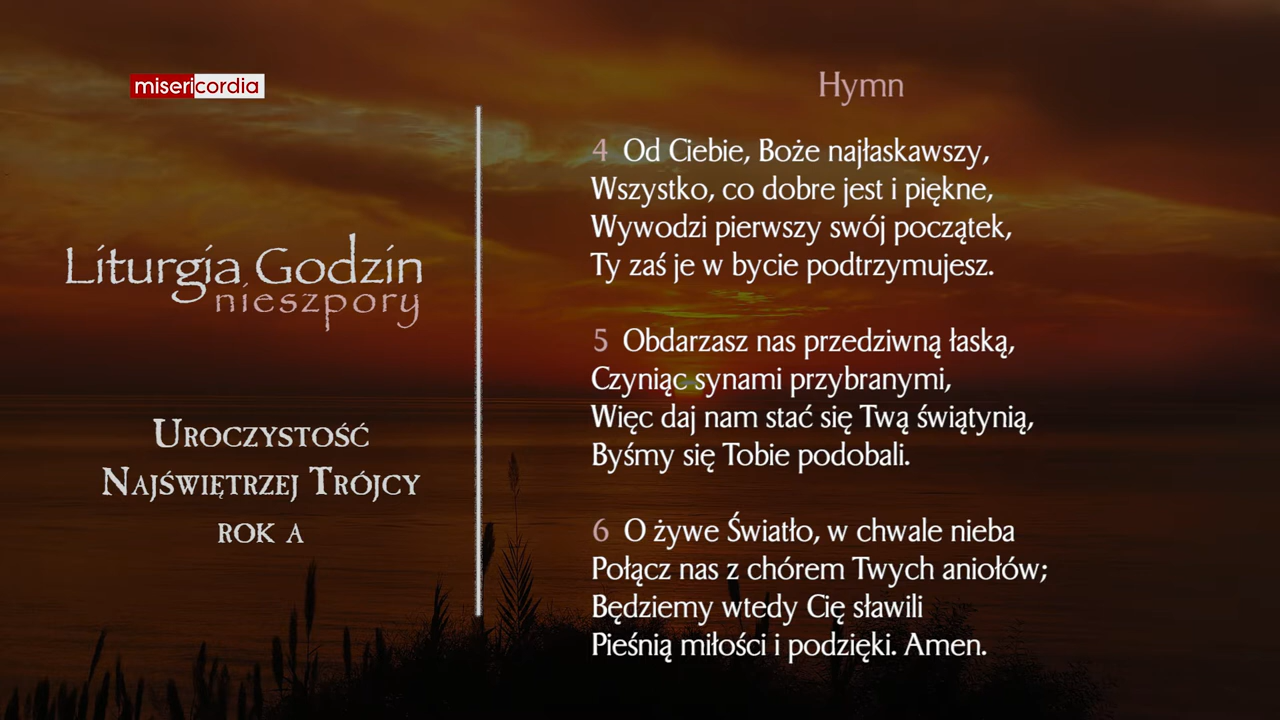 misericordia
Liturgia Godzin
nieszpory
Uroczystość
Najświętrzej Trójcy
rok a
Hymn
4 Od Ciebie, Boże najłaskawszy,
Wszystko, co dobre jest i piękne,
Wywodzi pierwszy swój początek,
Ty zaś je w bycie podtrzymujesz.
5 Obdarzasz nas przedziwną łaską,
Czyniąc synami przybranymi,
Więc daj nam stać się Twą świątynią,
Byśmy się Tobie podobali.
6 O żywe Światło, w chwale nieba
Połącz nas z chórem Twych aniołów;
Będziemy wtedy Cię sławili
Pieśnią miłości i podzięki. Amen.